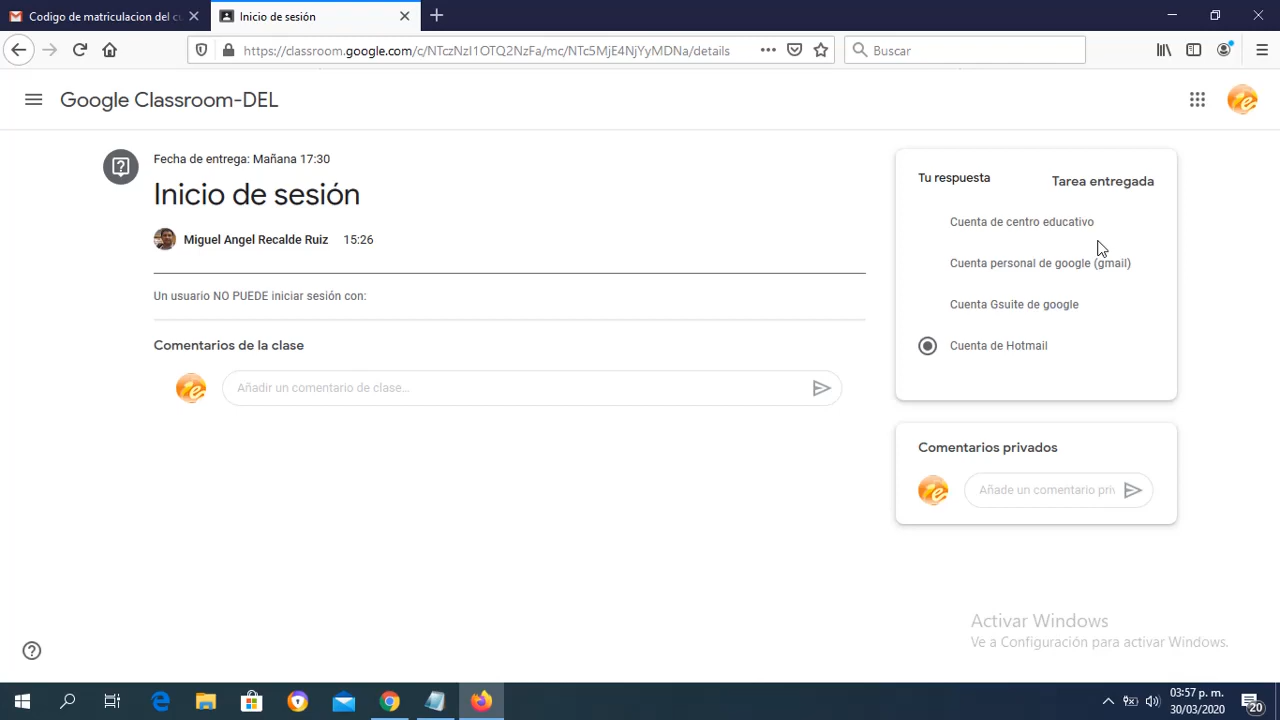 Codigo de matriculacion del cu
Inicio de sesión
https://classroom.google.com/c/NTczNzI1OTQ2NzFa/mc/NTc5MjE4NjYyMDNa/details
Buscar
Google Classroom-DEL
Fecha de entrega: Mañana 17:30
Inicio de sesión
Miguel Angel Recalde Ruiz 15:26
Un usuario NO PUEDE iniciar sesión con:
Comentarios de la clase
Añadir un comentario de clase...
Tu respuesta Tarea entregada
Cuenta de centro educativo
Cuenta personal de google (gmail)
Cuenta Gsuite de google
Cuenta de Hotmail
Comentarios privados
Añade un comentario priv
Activar Windows
Ve a Configuración para activar Windows.
03:57 p. m.
30/03/2020
20